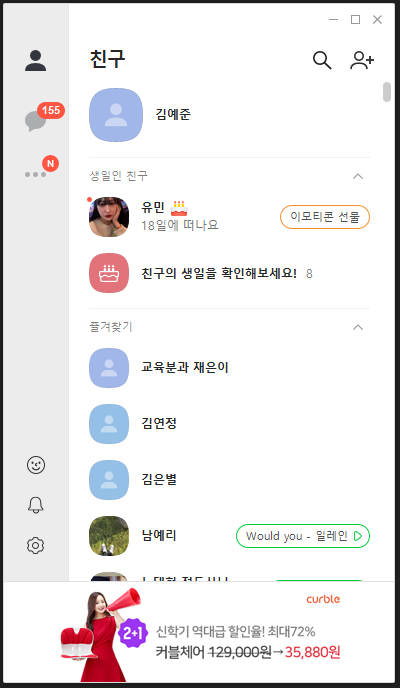 친구
155
N
김예준
생일인 친구
유민
18일에 떠나요
이모티콘 선물
친구의 생일을 확인해보세요! 8
즐겨찾기
교육분과 재은이
김연정
김은별
남예리
Would you - 일레인
curble
2+1
신학기 역대급 할인율! 최대72%
커블체어 129,000원→35,880원